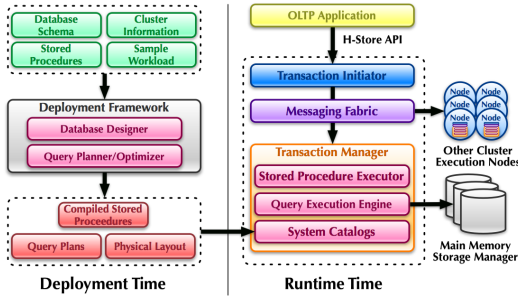 Database
Schema
Cluster
Information
Stored
Procedures
Sample
Workload
Deployment Framework
Database Designer
Query Planner/Optimizer
Compiled Stored
Proceedures
Query Plans
Physical Layout
Deployment Time
OLTP Application
H-Store API
Transaction Initiator
Messaging Fabric
Transaction Manager
Stored Procedure Executor
Query Execution Engine
System Catalogs
Node
Node
Node
Node
Node
Node
Other Cluster
Execution Nodes
Main Memory
Storage Manager
Runtime Time